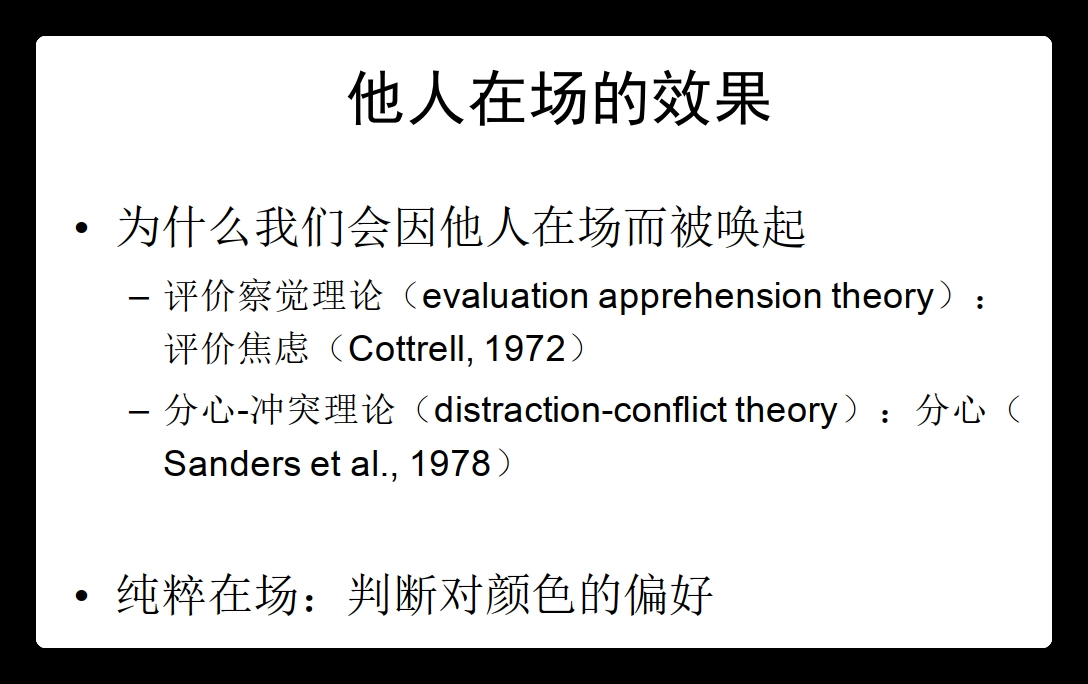 他人在场的效果
• 为什么我们会因他人在场而被唤起
– 评价察觉理论（evaluation apprehension theory）：
评价焦虑（Cottrell, 1972）
– 分心-冲突理论（distraction-conflict theory）：分心（
Sanders et al., 1978）
• 纯粹在场：判断对颜色的偏好